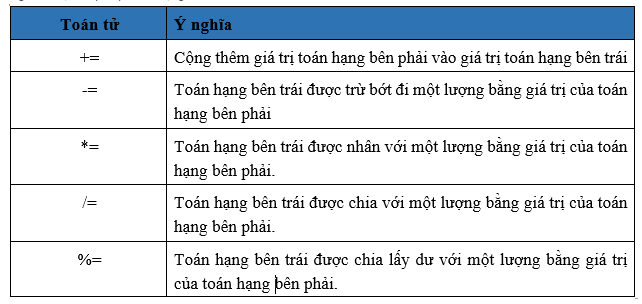 Toán tử Ý nghĩa
+= Cộng thêm giá trị toán hạng bên phải vào giá trị toán hạng bên trái
-= Toán hạng bên trái được trừ bớt đi một lượng bằng giá trị của toán
hạng bên phải
*= Toán hạng bên trái được nhân với một lượng bằng giá trị của toán
hạng bên phải.
/= Toán hạng bên trái được chia với một lượng bằng giá trị của toán
hạng bên phải.
%= Toán hạng bên trái được chia lấy dư với một lượng bằng giá trị
của toán hạng bên phải.